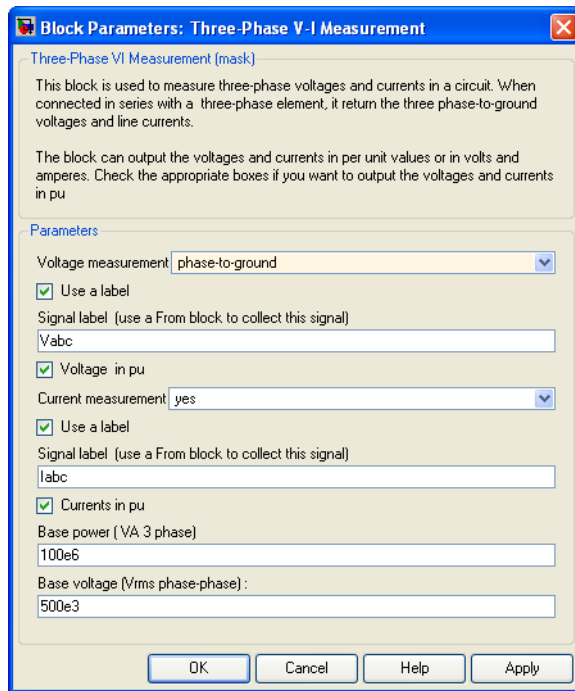 Block Parameters: Three-Phase V-I Measurement
Three-Phase VI Measurement (mask)
This block is used to measure three-phase voltages and currents in a circuit. When
connected in series with a  three-phase element, it return the three phase-to-ground
voltages and line currents.
The block can output the voltages and currents in per unit values or in volts and
amperes. Check the appropriate boxes if you want to output the voltages and currents
in pu
Parameters
Voltage measurement phase-to-ground
Use a label
Signal label  (use a From block to collect this signal)
Vabc
Voltage  in pu
Current measurement yes
Use a label
Signal label  (use a From block to collect this signal)
Iabc
Currents in pu
Base power ( VA 3 phase)
100e6
Base voltage (Vrms phase-phase) :
500e3
OK Cancel Help Apply